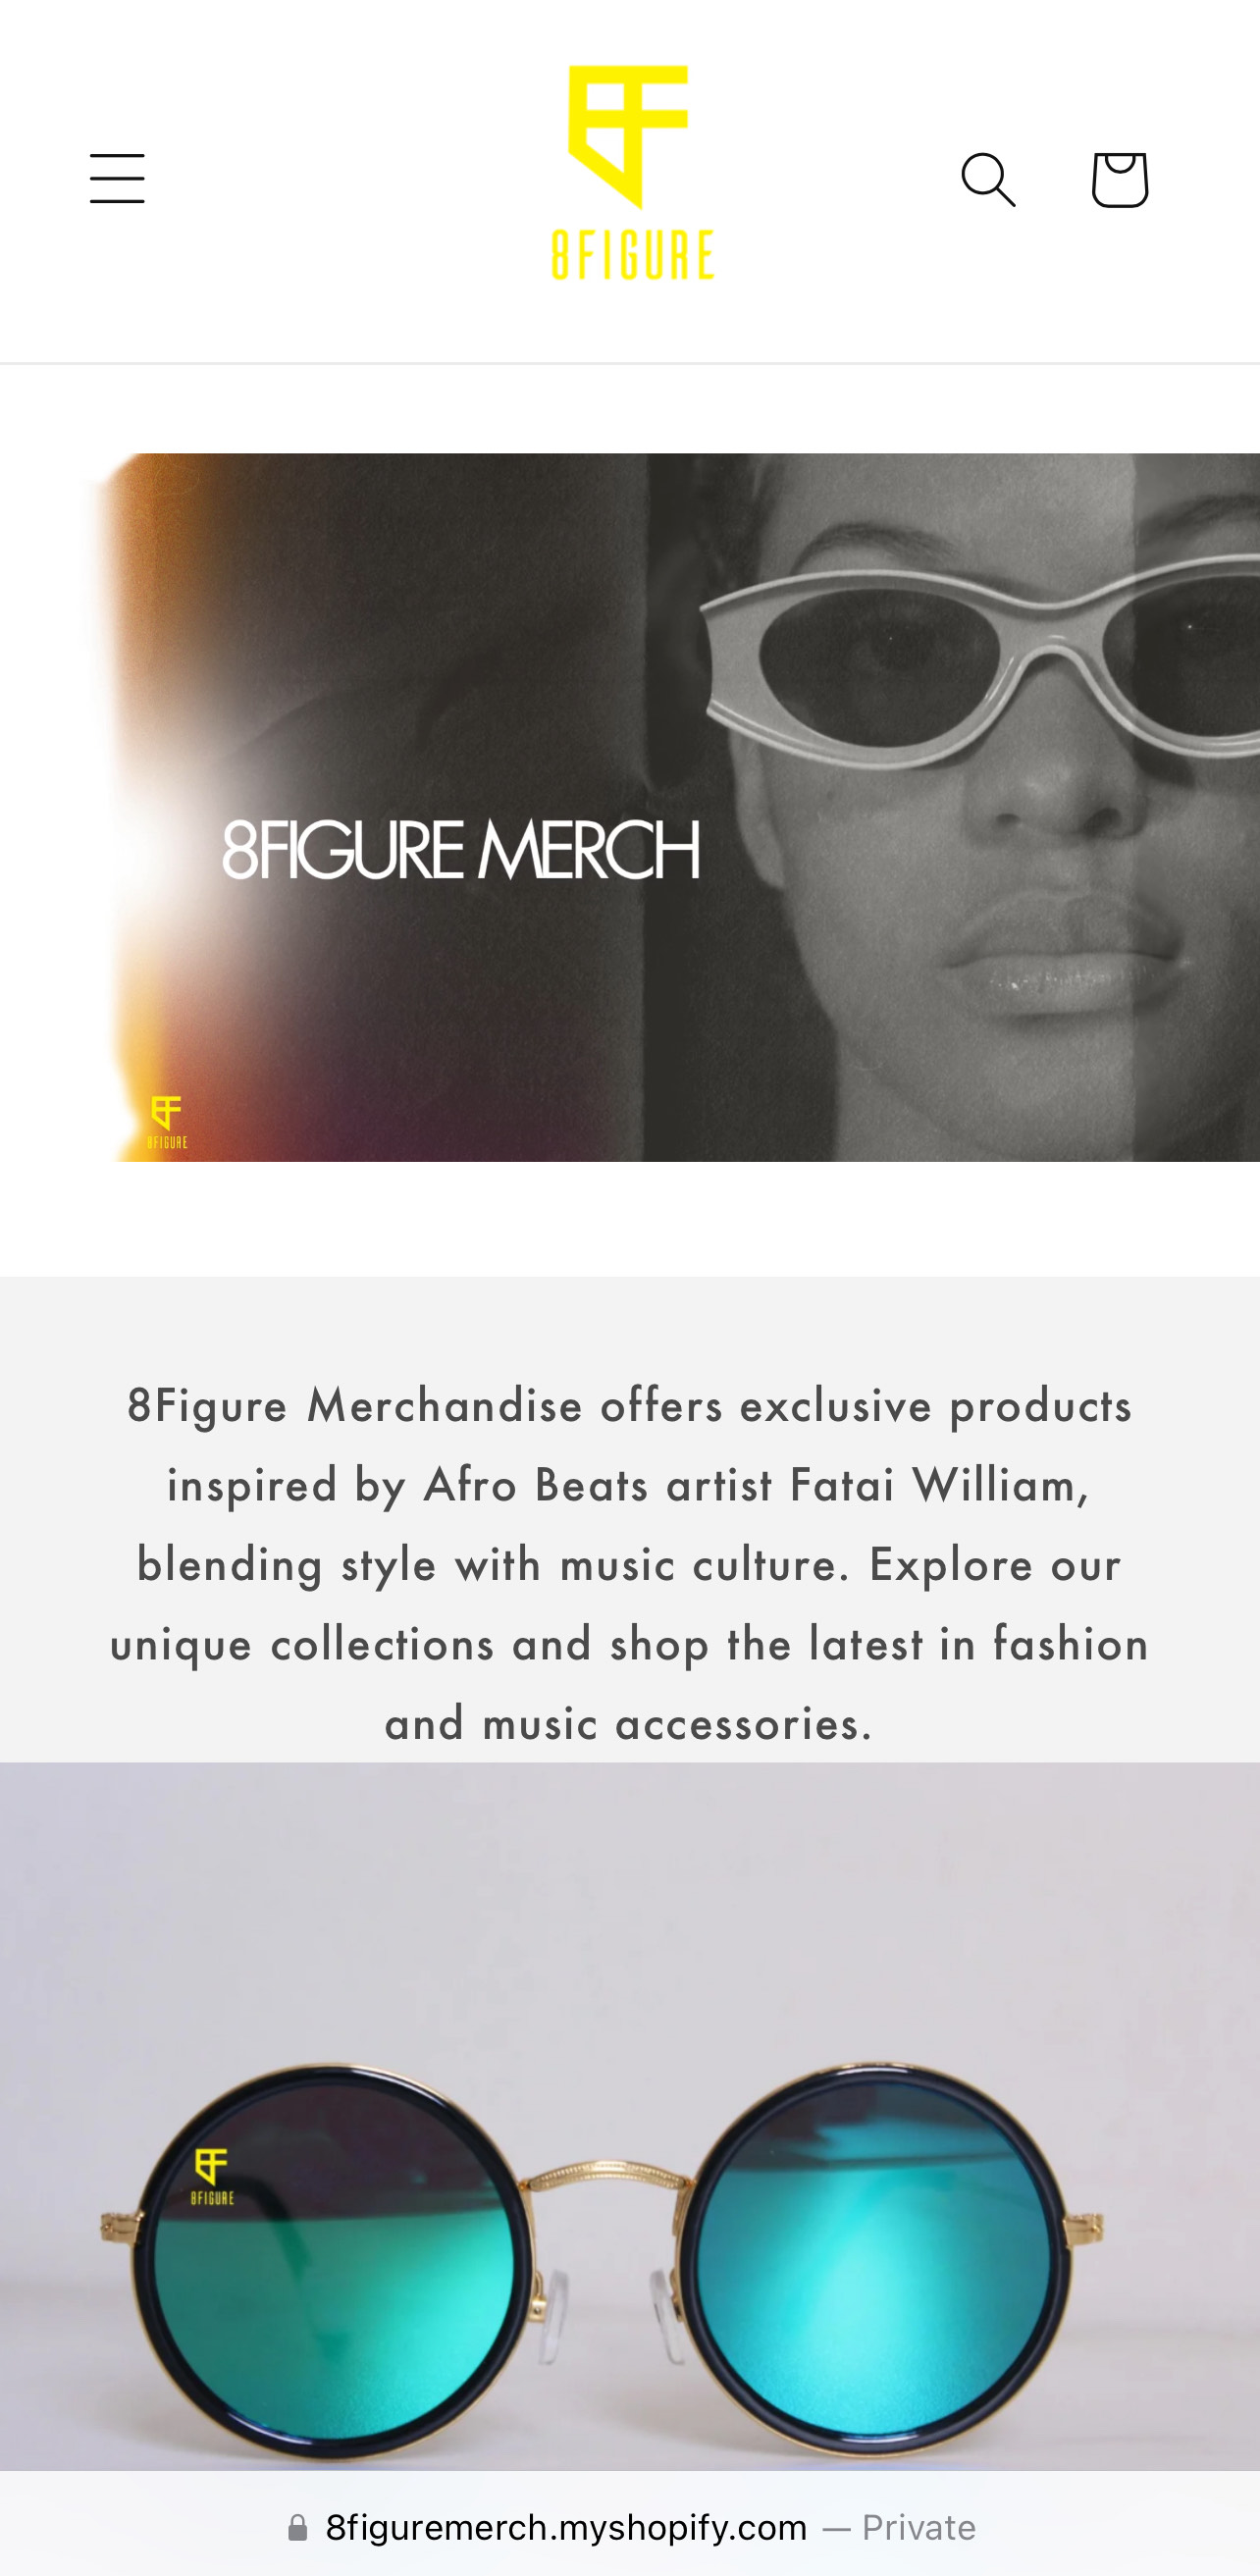 8FIGURE
8FIGURE MERCH
8FIGURE
8Figure Merchandise offers exclusive products
inspired by Afro Beats artist Fatai William,
blending style with music culture. Explore our
unique collections and shop the latest in fashion
and music accessories.
8FIGURE
8figuremerch.myshopify.com — Private